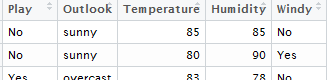 Play Outlook Temperature Humidity Windy
No sunny 85 85 No
No sunny 80 90 Yes
Yes overcast 83 78 No